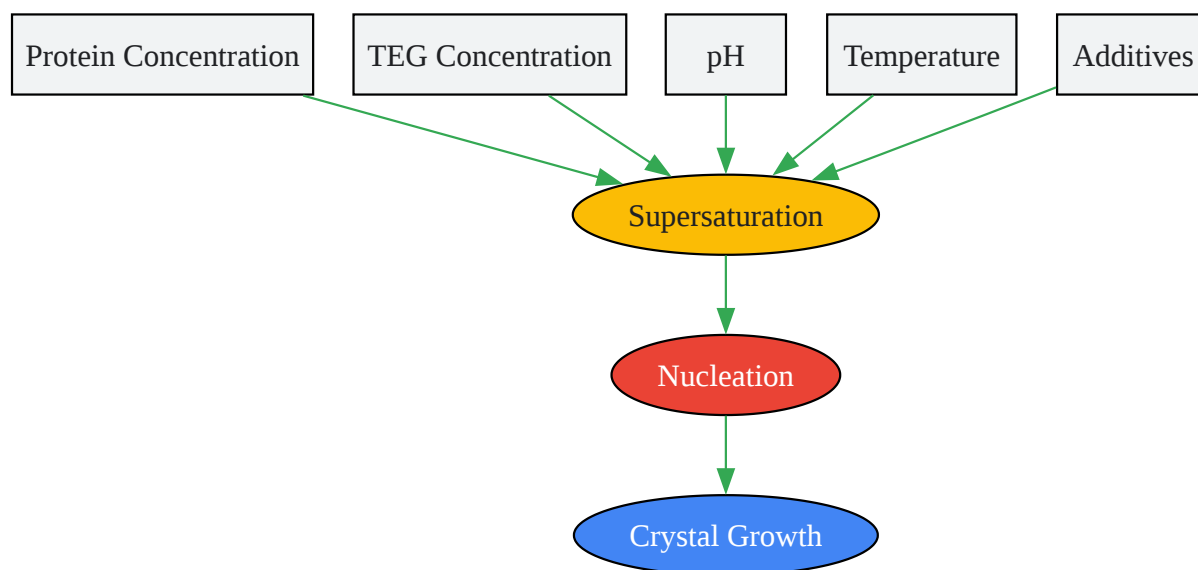 Protein Concentration
TEG Concentration
pH
Temperature
Additives
Supersaturation
Nucleation
Crystal Growth